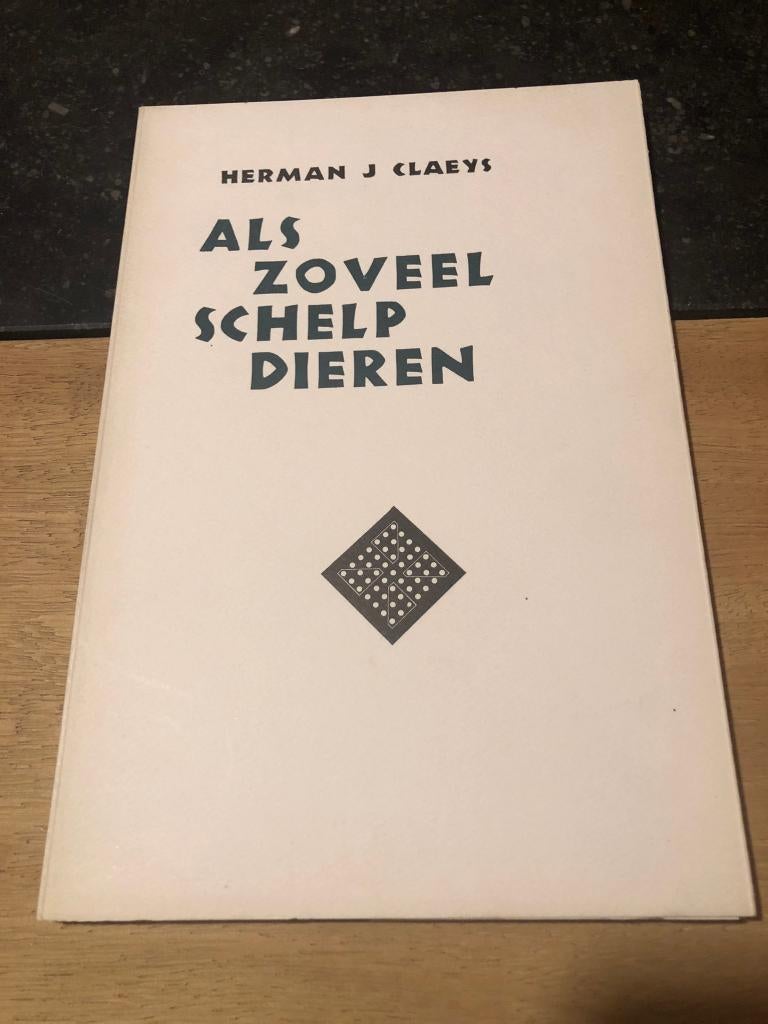 HERMAN J CLAEYS
ALS
ZOVEEL
SCHELP
DIEREN